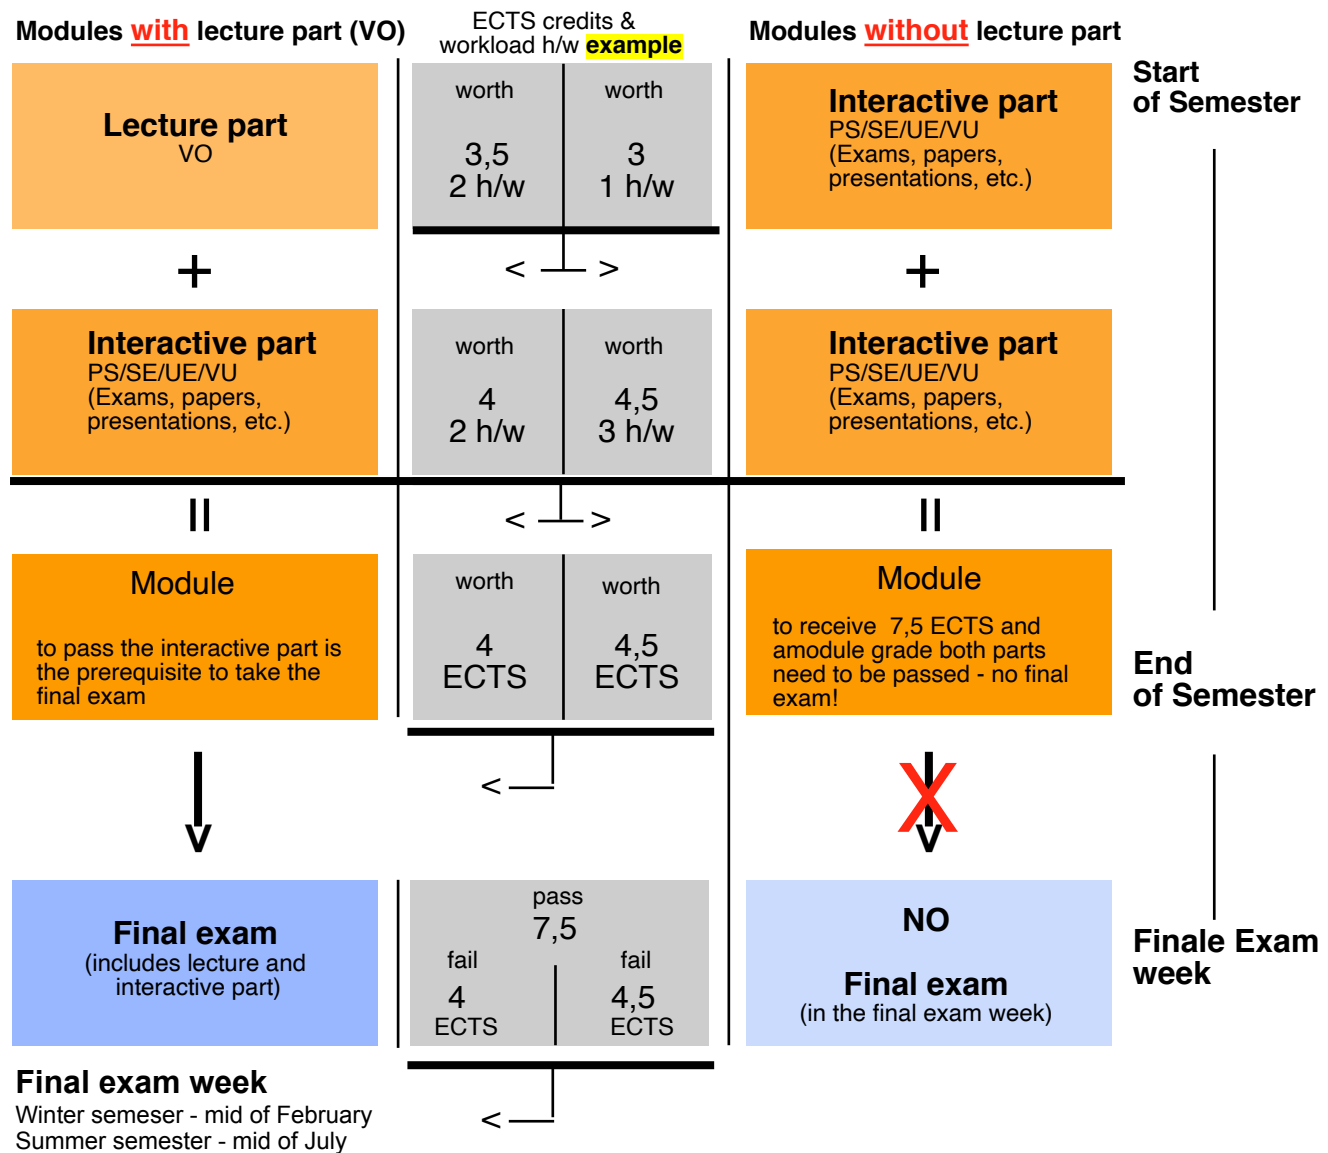 Modules with lecture part (VO)
ECTS credits &
workload h/w example
Modules without lecture part
Start
of Semester
Lecture part
VO
worth
3,5
2 h/w
worth
3
1 h/w
Interactive part
PS/SE/UE/VU
(Exams, papers,
presentations, etc.)
+
< >
+
Interactive part
PS/SE/UE/VU
(Exams, papers,
presentations, etc.)
worth
4
2 h/w
worth
4,5
3 h/w
Interactive part
PS/SE/UE/VU
(Exams, papers,
presentations, etc.)
=
< >
=
Module
to pass the interactive part is
the prerequisite to take the
final exam
worth
4
ECTS
worth
4,5
ECTS
Module
to receive 7,5 ECTS and
amodule grade both parts
need to be passed - no final
exam!
End
of Semester
<
X
Final exam
(includes lecture and
interactive part)
pass
7,5
fail
4
ECTS
fail
4,5
ECTS
NO
Final exam
(in the final exam week)
Finale Exam
week
Final exam week
Winter semeser - mid of February
Summer semester - mid of July
<